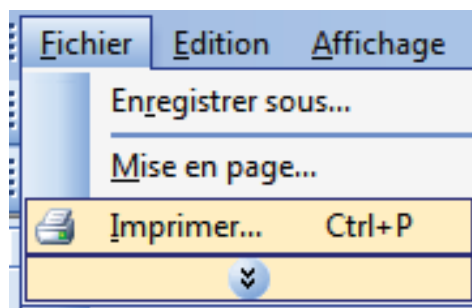 Fichier Edition Affichage
Enregistrer sous...
Mise en page...
Imprimer... Ctrl+P